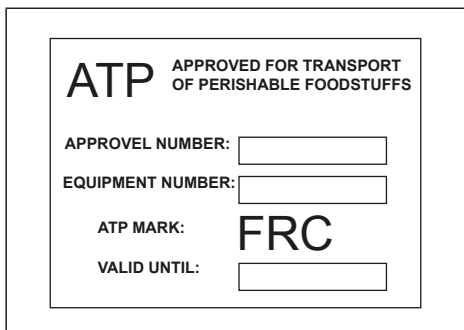 ATP APPROVED FOR TRANSPORT
OF PERISHABLE FOODSTUFFS
APPROVEL NUMBER:
EQUIPMENT NUMBER:
ATP MARK: FRC
VALID UNTIL: